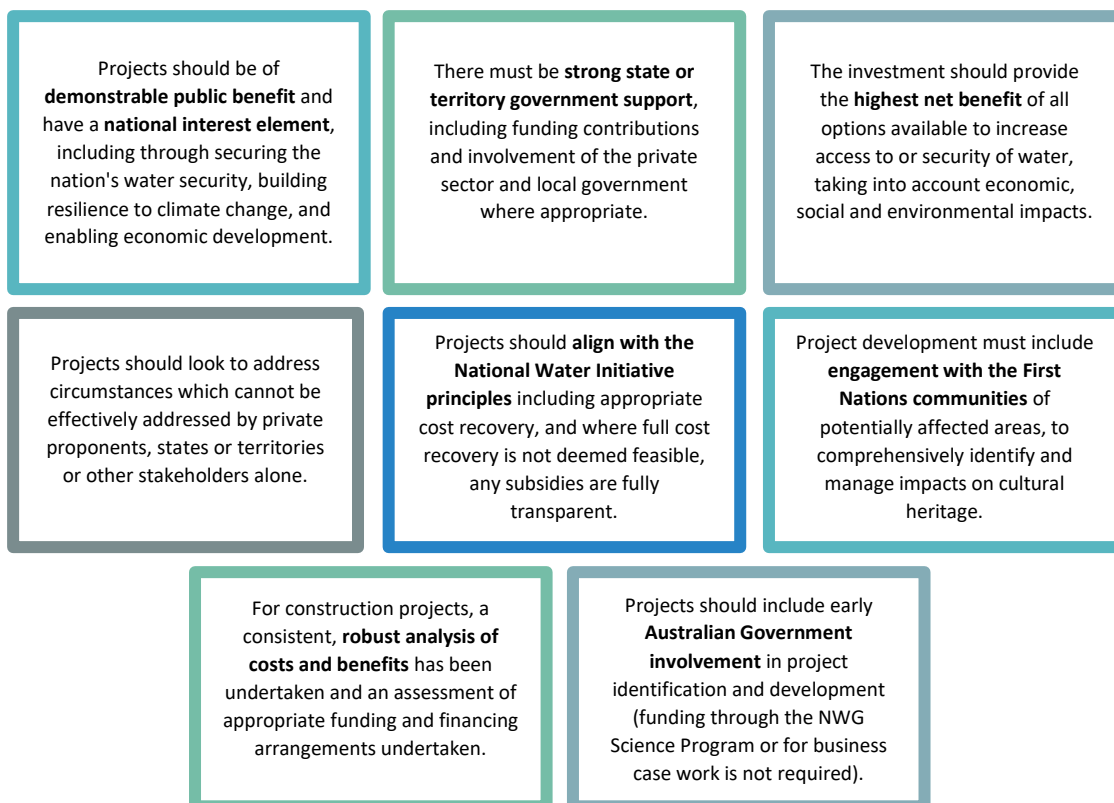 Projects should be of
demonstrable public benefit and
have a national interest element,
including through securing the
nation's water security, building
resilience to climate change, and
enabling economic development.
There must be strong state or
territory government support,
including funding contributions
and involvement of the private
sector and local government
where appropriate.
The investment should provide
the highest net benefit of all
options available to increase
access to or security of water,
taking into account economic,
social and environmental impacts.
Projects should look to address
circumstances which cannot be
effectively addressed by private
proponents, states or territories
or other stakeholders alone.
Projects should align with the
National Water Initiative
principles including appropriate
cost recovery, and where full cost
recovery is not deemed feasible,
any subsidies are fully
transparent.
Project development must include
engagement with the First
Nations communities of
potentially affected areas, to
comprehensively identify and
manage impacts on cultural
heritage.
For construction projects, a
consistent, robust analysis of
costs and benefits has been
undertaken and an assessment of
appropriate funding and financing
arrangements undertaken.
Projects should include early
Australian Government
involvement in project
identification and development
(funding through the NWG
Science Program or for business
case work is not required).